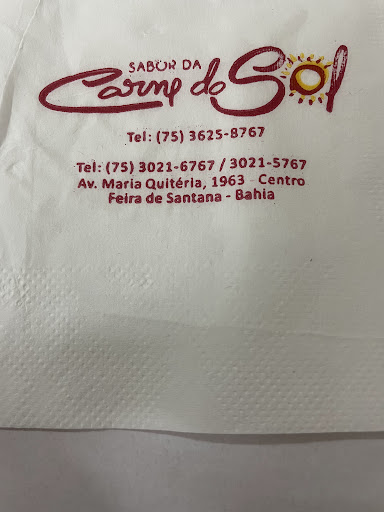 SABOR DA
Carne do Sol
Tel: (75) 3625-8767
Tel: (75) 3021-6767 / 3021-5767
Av. Maria Quitéria, 1963 - Centro
Feira de Santana - Bahia